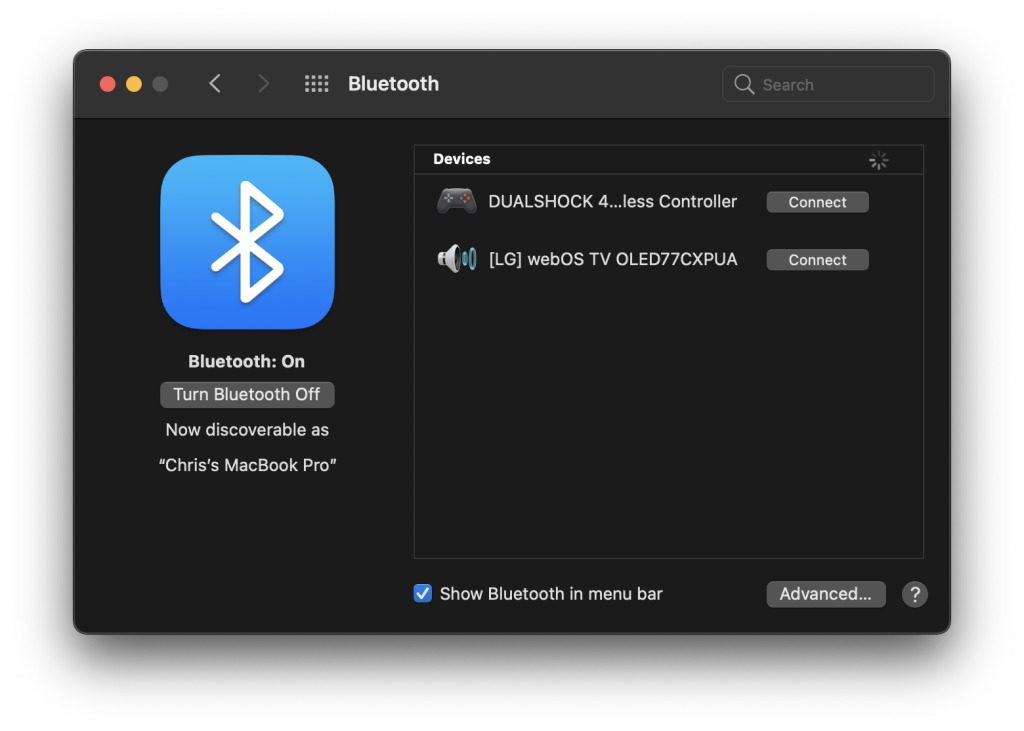 Bluetooth
Search
Bluetooth: On
Turn Bluetooth Off
Now discoverable as
“Chris’s MacBook Pro”
Devices
DUALSHOCK 4...less Controller Connect
[LG] webOS TV OLED77CXPUA Connect
Show Bluetooth in menu bar Advanced... ?